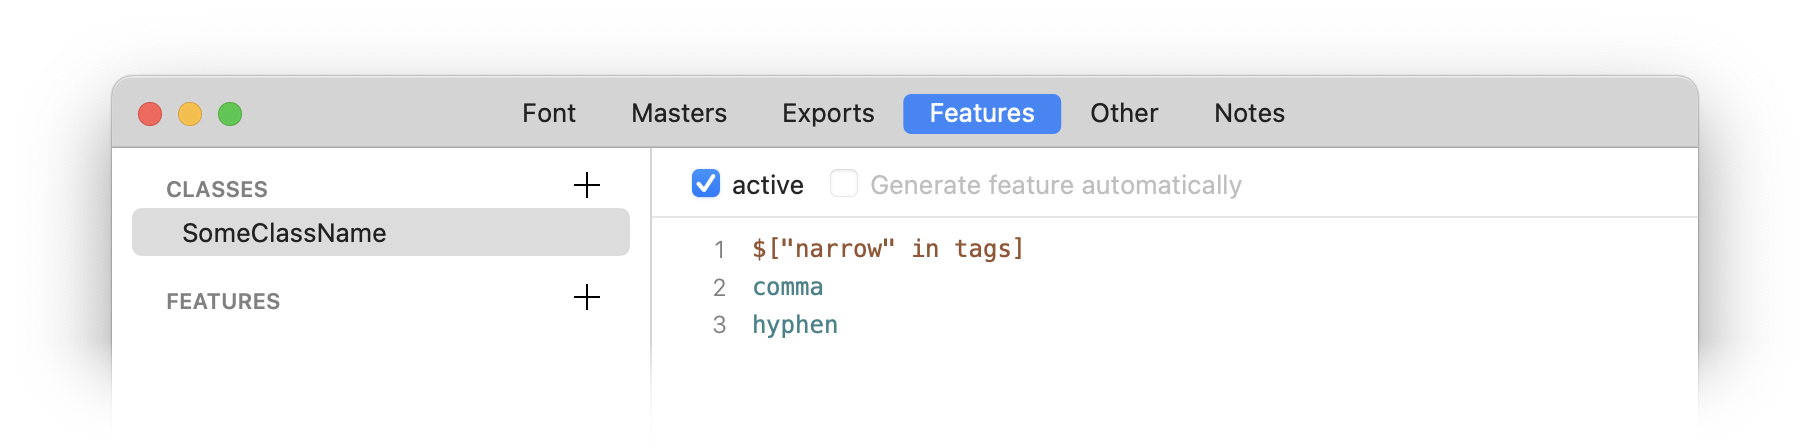 Font Masters Exports Features Other Notes
CLASSES
SomeClassName
FEATURES
active Generate feature automatically
1 $["narrow" in tags]
2 comma
3 hyphen